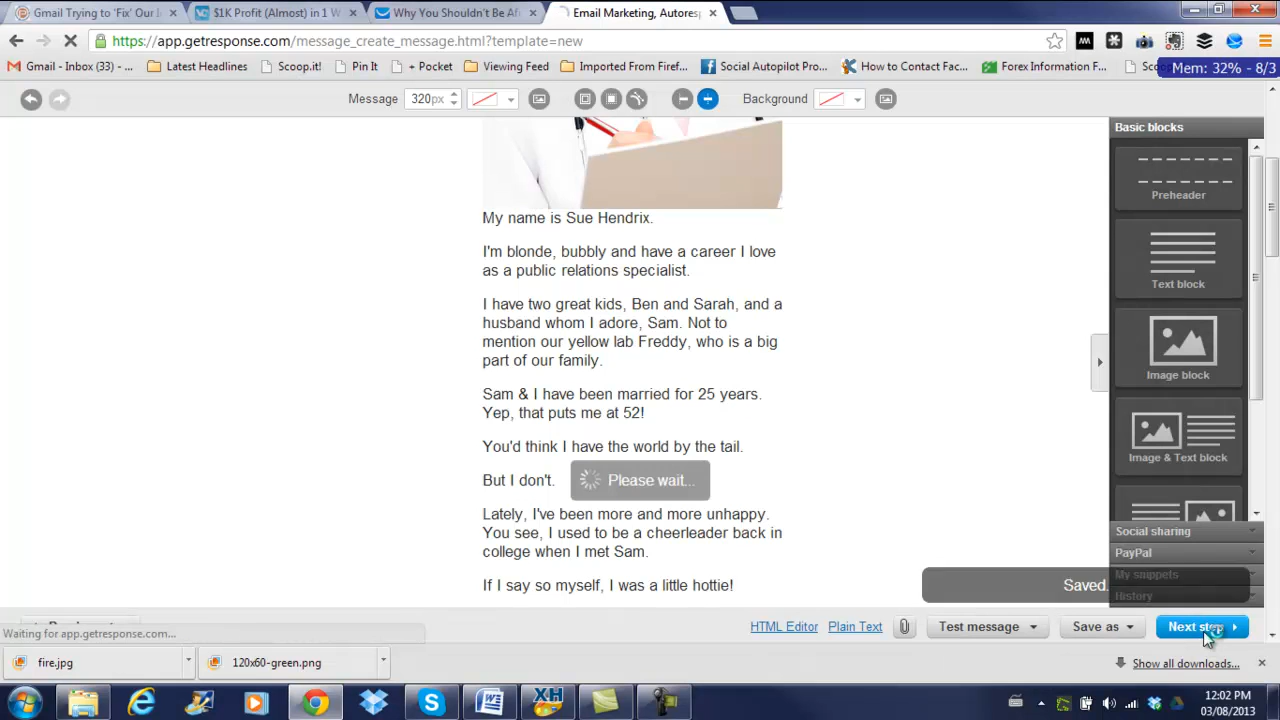 Gmail Trying to 'Fix' Our I
$1K Profit (Almost) in 1 W
Why You Shouldn't Be Af
Email Marketing, Autoresp
https://app.getresponse.com/message_create_message.html?template=new
Gmail - Inbox (33) - ...
Latest Headlines
Scoop.it!
Pin It
+ Pocket
Viewing Feed
Imported From Firef...
Social Autopilot Pro...
How to Contact Fac...
Forex Information F...
Mem: 32% - 8/3
Message 320px
Background
Basic blocks
Preheader
Text block
Image block
Image & Text block
Social sharing
PayPal
My snippets
History
My name is Sue Hendrix.
I'm blonde, bubbly and have a career I love
as a public relations specialist.
I have two great kids, Ben and Sarah, and a
husband whom I adore, Sam. Not to
mention our yellow lab Freddy, who is a big
part of our family.
Sam & I have been married for 25 years.
Yep, that puts me at 52!
You'd think I have the world by the tail.
But I don't.
Please wait...
Lately, I've been more and more unhappy.
You see, I used to be a cheerleader back in
college when I met Sam.
If I say so myself, I was a little hottie!
Saved.
Waiting for app.getresponse.com...
HTML Editor
Plain Text
Test message
Save as
Next step
fire.jpg
120x60-green.png
Show all downloads...
12:02 PM
03/08/2013